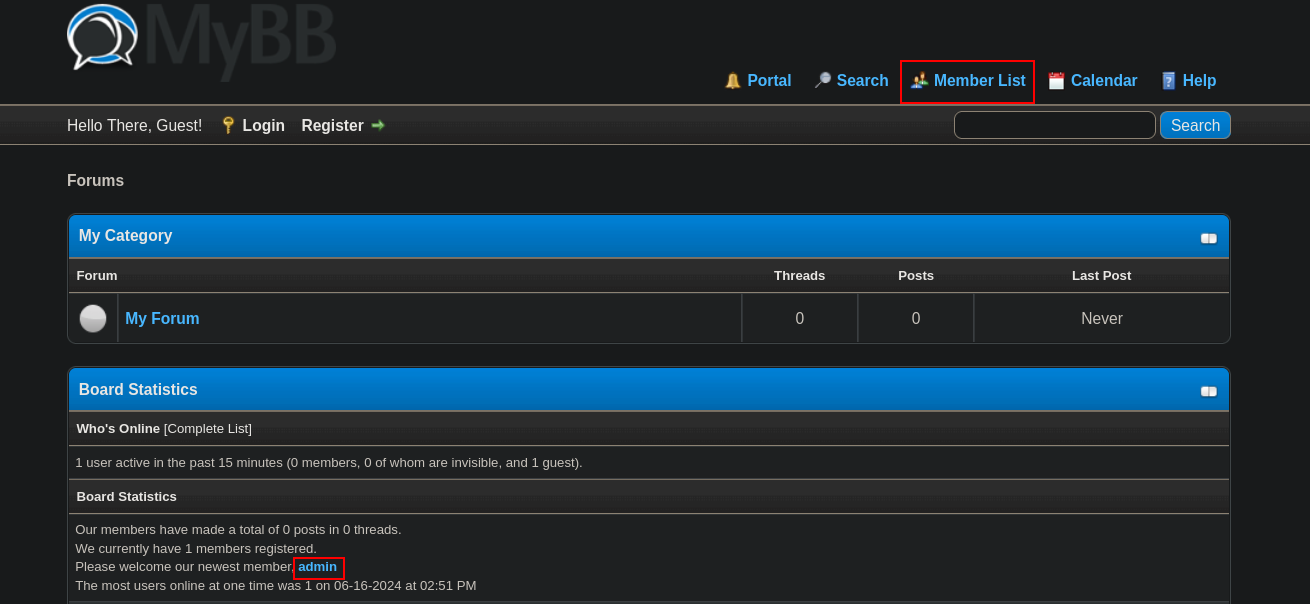 MyBB
Portal Search Member List Calendar Help
Hello There, Guest! Login Register Search
Forums
My Category
Forum Threads Posts Last Post
My Forum 0 0 Never
Board Statistics
Who's Online [Complete List]
1 user active in the past 15 minutes (0 members, 0 of whom are invisible, and 1 guest).
Board Statistics
Our members have made a total of 0 posts in 0 threads.
We currently have 1 members registered.
Please welcome our newest member, admin
The most users online at one time was 1 on 06-16-2024 at 02:51 PM